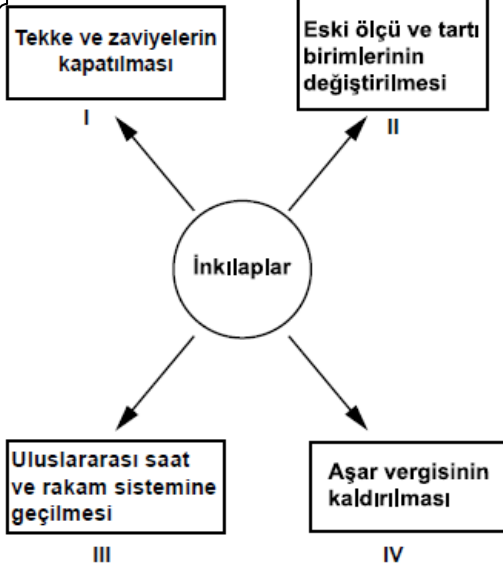 Tekke ve zaviyelerin
kapatılması
I
Eski ölçü ve tartı
birimlerinin
değiştirilmesi
II
İnkılaplar
Uluslararası saat
ve rakam sistemine
geçilmesi
III
Aşar vergisinin
kaldırılması
IV